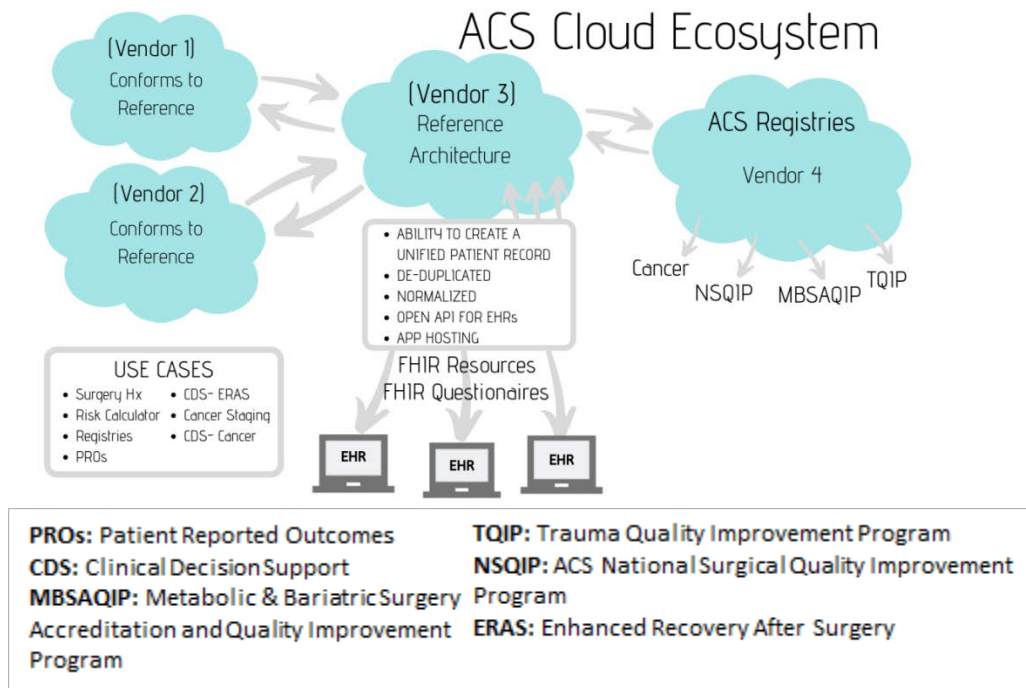 ACS Cloud Ecosystem
(Vendor 1)
Conforms to
Reference
(Vendor 2)
Conforms to
Reference
(Vendor 3)
Reference
Architecture
ACS Registries
Vendor 4
Cancer
NSQIP
MBSAQIP
TQIP
• ABILITY TO CREATE A
UNIFIED PATIENT RECORD
• DE-DUPLICATED
• NORMALIZED
• OPEN API FOR EHRs
• APP HOSTING
FHIR Resources
FHIR Questionaires
USE CASES
• Surgery Hx
• Risk Calculator
• Registries
• PROs
• CDS- ERAS
• Cancer Staging
• CDS- Cancer
EHR
EHR
EHR
PROs: Patient Reported Outcomes
CDS: Clinical Decision Support
MBSAQIP: Metabolic & Bariatric Surgery
Accreditation and Quality Improvement
Program
TQIP: Trauma Quality Improvement Program
NSQIP: ACS National Surgical Quality Improvement
Program
ERAS: Enhanced Recovery After Surgery